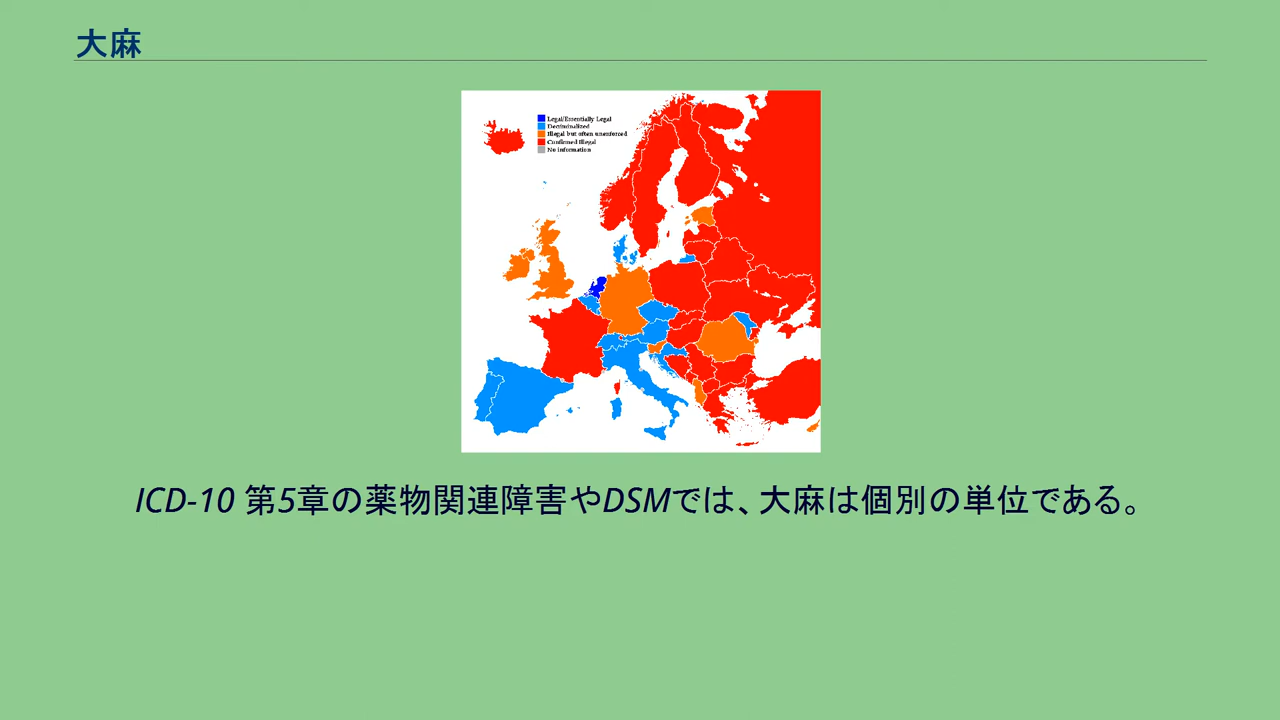 大麻
Legal/Essentially Legal
Decriminalized
Illegal but often unenforced
Confirmed Illegal
No information
ICD-10 第5章の薬物関連障害やDSMでは、大麻は個別の単位である。